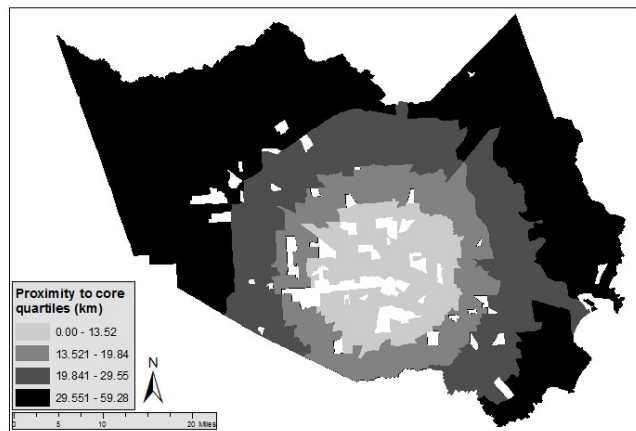 Proximity to core
quartiles (km)
0.00 - 13.52
13.521 - 19.84
19.841 - 29.55
29.551 - 59.28
N
0 5 10 20 Miles